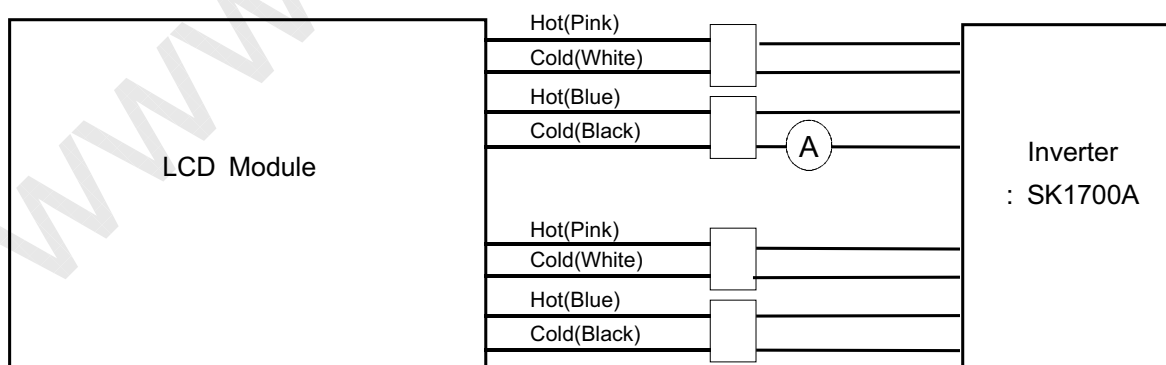 www
Hot(Pink)
Cold(White)
Hot(Blue)
Cold(Black)
A
LCD Module
Inverter
: SK1700A
Hot(Pink)
Cold(White)
Hot(Blue)
Cold(Black)